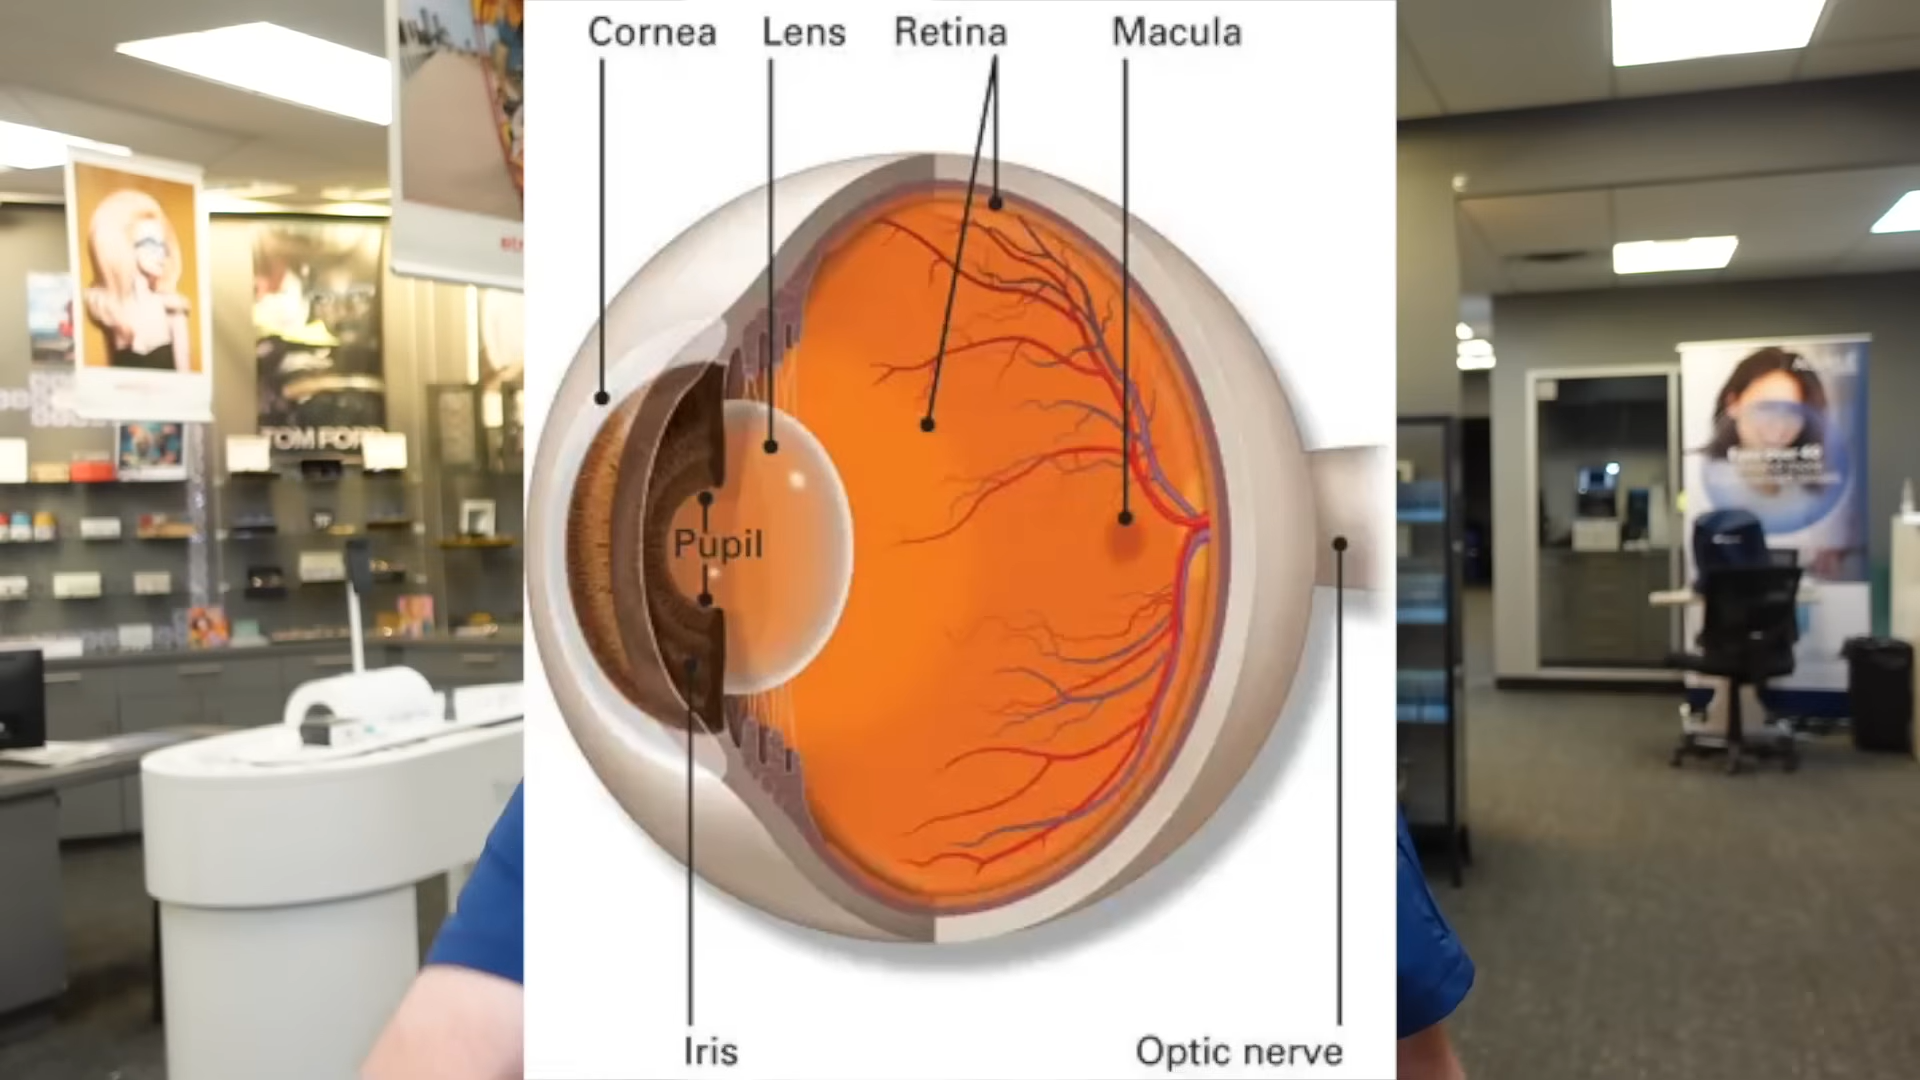 Cornea
Lens
Retina
Macula
TOM FORD
Pupil
Iris
Optic nerve